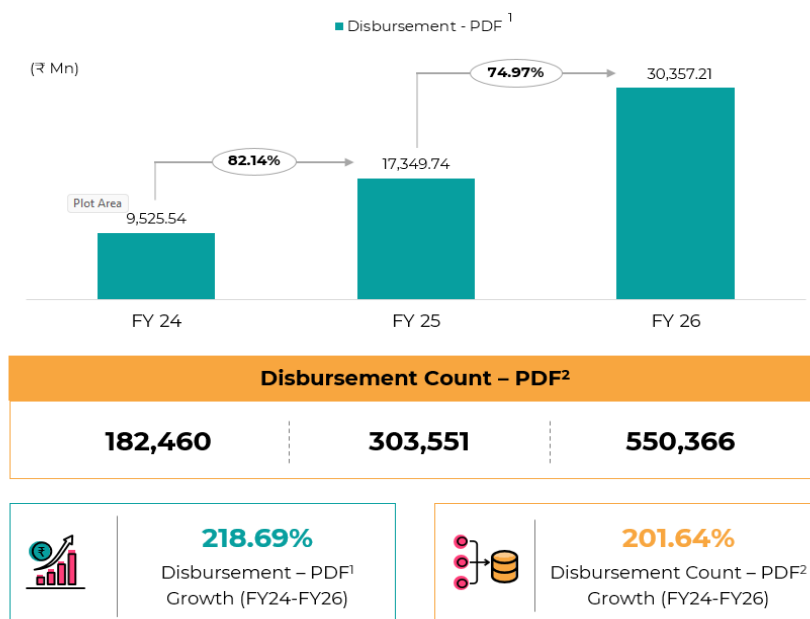 Disbursement - PDF 1
(₹ Mn)
74.97%
30,357.21
82.14%
17,349.74
Plot Area
9,525.54
FY 24
FY 25
FY 26
Disbursement Count – PDF²
182,460
303,551
550,366
₹
218.69%
Disbursement – PDF¹
Growth (FY24-FY26)
201.64%
Disbursement Count – PDF²
Growth (FY24-FY26)